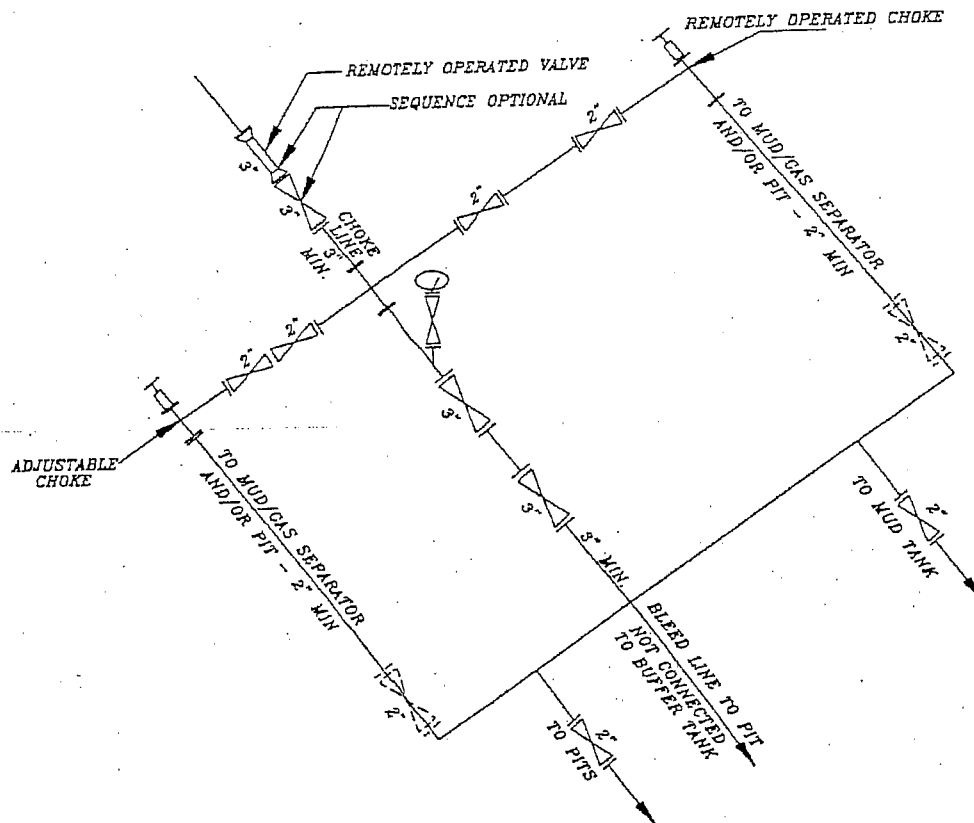 REMOTELY OPERATED CHOKE
REMOTELY OPERATED VALVE
SEQUENCE OPTIONAL
3"
3"
CHOKE
LINE
3"
MIN.
2"
2"
TO MUD/GAS SEPARATOR
AND/OR PIT - 2" MIN
2"
2"
2"
3"
3"
3" MIN.
ADJUSTABLE
CHOKE
TO MUD/GAS SEPARATOR
AND/OR PIT - 2" MIN
2"
2"
TO MUD TANK
BLEED LINE TO PIT
NOT CONNECTED
TO BUFFER TANK
2"
TO PITS